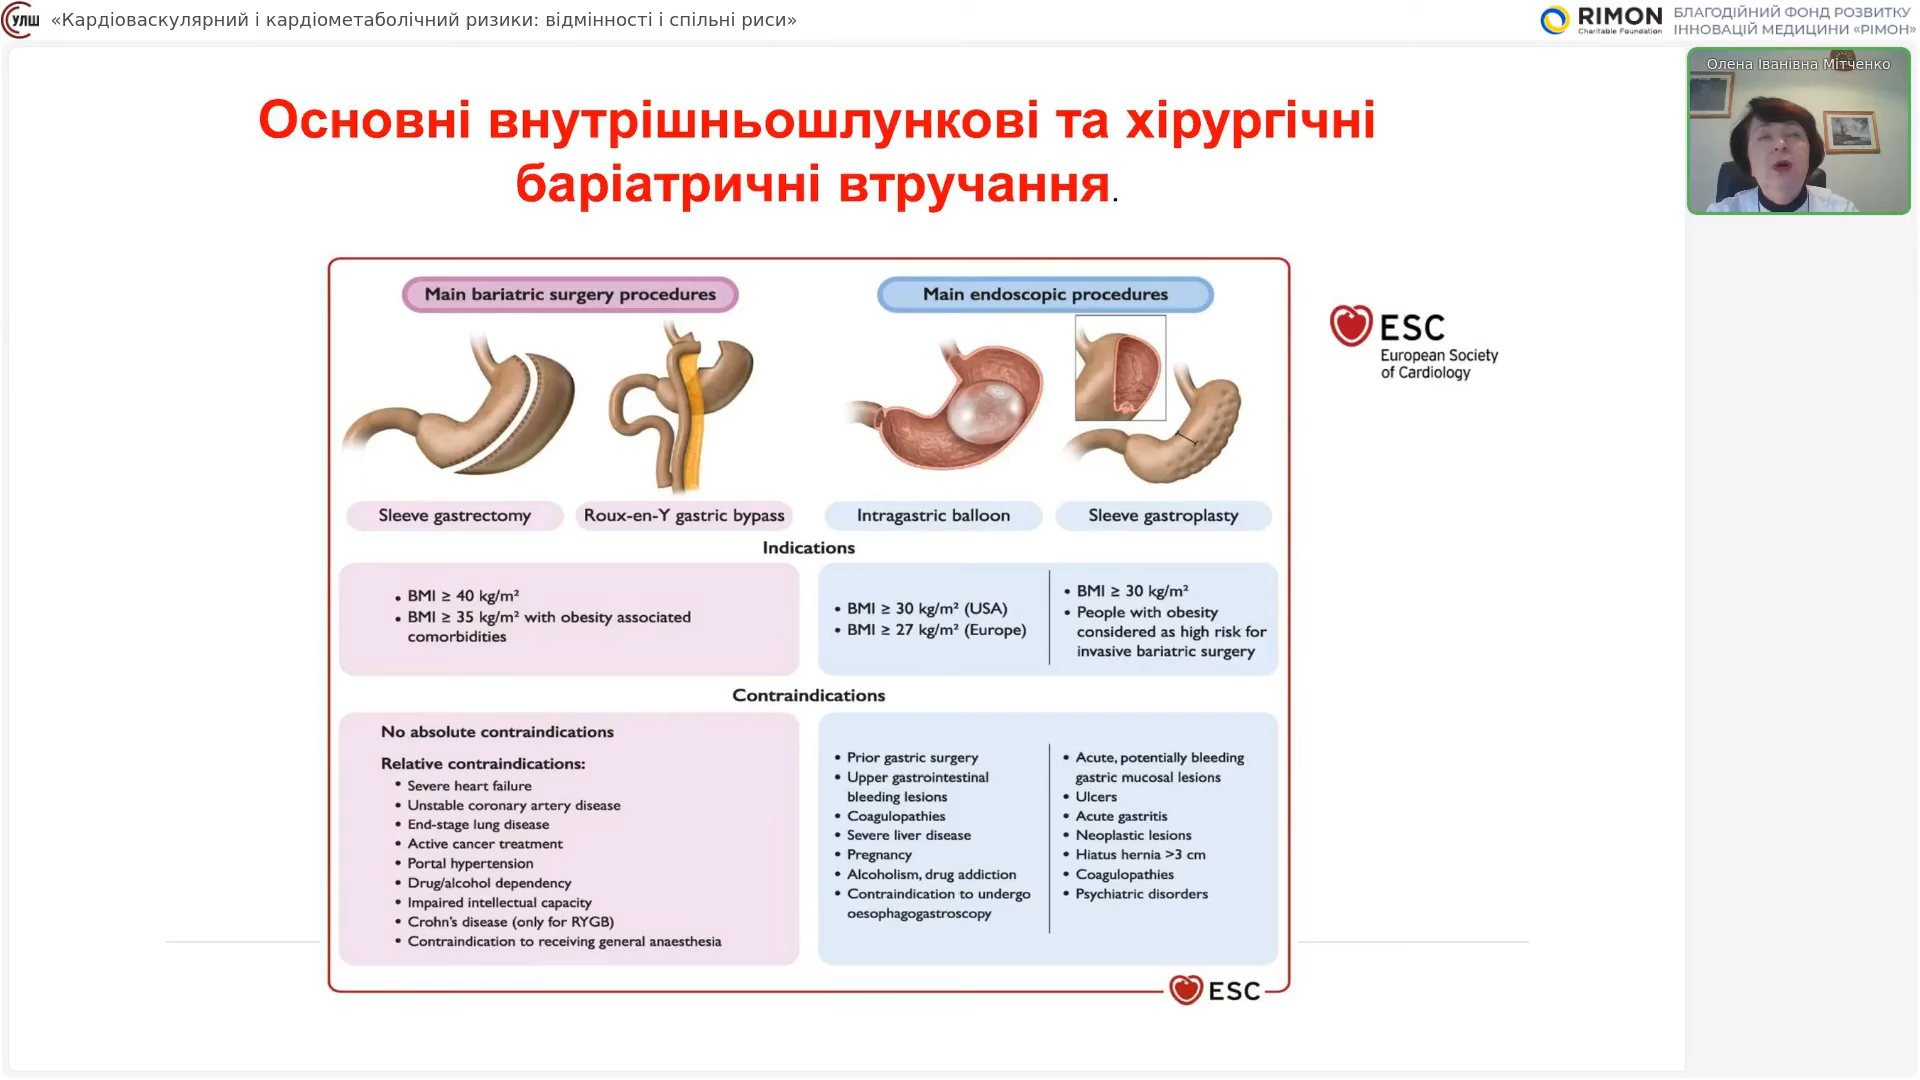 УЛШ «Кардіоваскулярний і кардіометаболічний ризики: відмінності і спільні риси»
RIMON
Charitable Foundation
БЛАГОДІЙНИЙ ФОНД РОЗВИТКУ
ІННОВАЦІЙ МЕДИЦИНИ «РІМОН»
Олена Іванівна Мітченко
Основні внутрішньошлункові та хірургічні
баріатричні втручання.
ESC
European Society
of Cardiology
Main bariatric surgery procedures
Main endoscopic procedures
Sleeve gastrectomy
Roux-en-Y gastric bypass
Intragastric balloon
Sleeve gastroplasty
Indications
• BMI ≥ 40 kg/m²
• BMI ≥ 35 kg/m² with obesity associated
comorbidities
• BMI ≥ 30 kg/m² (USA)
• BMI ≥ 27 kg/m² (Europe)
• BMI ≥ 30 kg/m²
• People with obesity
considered as high risk for
invasive bariatric surgery
Contraindications
No absolute contraindications
Relative contraindications:
• Severe heart failure
• Unstable coronary artery disease
• End-stage lung disease
• Active cancer treatment
• Portal hypertension
• Drug/alcohol dependency
• Impaired intellectual capacity
• Crohn's disease (only for RYGB)
• Contraindication to receiving general anaesthesia
• Prior gastric surgery
• Upper gastrointestinal
bleeding lesions
• Coagulopathies
• Severe liver disease
• Pregnancy
• Alcoholism, drug addiction
• Contraindication to undergo
oesophagogastroscopy
• Acute, potentially bleeding
gastric mucosal lesions
• Ulcers
• Acute gastritis
• Neoplastic lesions
• Hiatus hernia >3 cm
• Coagulopathies
• Psychiatric disorders
ESC